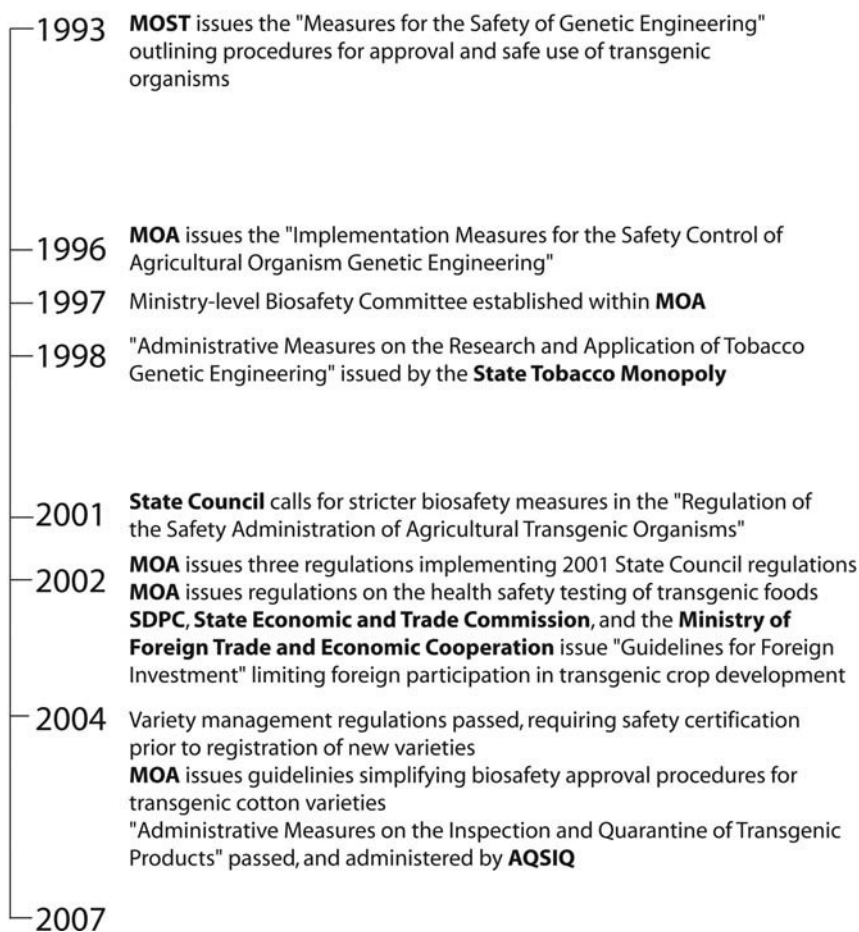 1993 MOST issues the "Measures for the Safety of Genetic Engineering"
outlining procedures for approval and safe use of transgenic
organisms
1996 MOA issues the "Implementation Measures for the Safety Control of
Agricultural Organism Genetic Engineering"
1997 Ministry-level Biosafety Committee established within MOA
1998 "Administrative Measures on the Research and Application of Tobacco
Genetic Engineering" issued by the State Tobacco Monopoly
2001 State Council calls for stricter biosafety measures in the "Regulation of
the Safety Administration of Agricultural Transgenic Organisms"
2002 MOA issues three regulations implementing 2001 State Council regulations
MOA issues regulations on the health safety testing of transgenic foods
SDPC, State Economic and Trade Commission, and the Ministry of
Foreign Trade and Economic Cooperation issue "Guidelines for Foreign
Investment" limiting foreign participation in transgenic crop development
2004 Variety management regulations passed, requiring safety certification
prior to registration of new varieties
MOA issues guidelinies simplifying biosafety approval procedures for
transgenic cotton varieties
"Administrative Measures on the Inspection and Quarantine of Transgenic
Products" passed, and administered by AQSIQ
2007